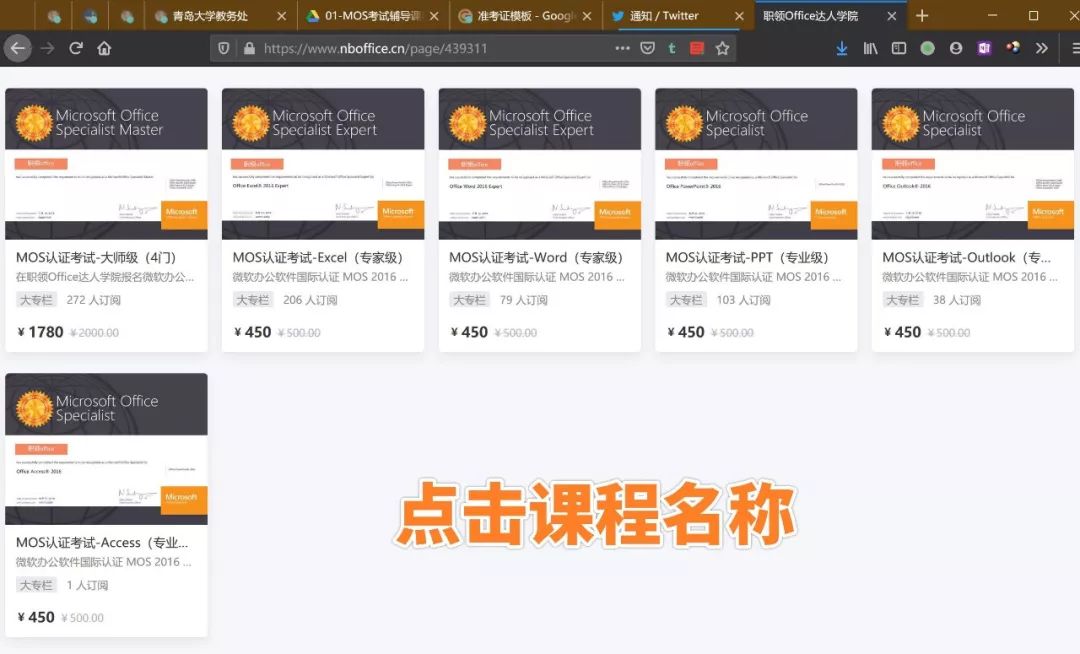 青岛大学教务处
01-MOS考试辅导课
准考证模板 - Goog
通知 / Twitter
职领Office达人学院
https://www.nboffice.cn/page/439311
Microsoft Office
Specialist Master
职领office
Microsoft
MOS认证考试-大师级（4门）
在职领Office达人学院报名微软办公...
大专栏 272 人订阅
¥ 1780 ¥ 2000.00
Microsoft Office
Specialist Expert
职领office
Office Excel® 2016 Expert
Microsoft
MOS认证考试-Excel（专家级）
微软办公软件国际认证 MOS 2016 ...
大专栏 206 人订阅
¥ 450 ¥ 500.00
Microsoft Office
Specialist Expert
职领office
Office Word 2016 Expert
Microsoft
MOS认证考试-Word（专家级）
微软办公软件国际认证 MOS 2016 ...
大专栏 79 人订阅
¥ 450 ¥ 500.00
Microsoft Office
Specialist
职领office
Office PowerPoint® 2016
Microsoft
MOS认证考试-PPT（专业级）
微软办公软件国际认证 MOS 2016 ...
大专栏 103 人订阅
¥ 450 ¥ 500.00
Microsoft Office
Specialist
职领office
Office Outlook® 2016
Microsoft
MOS认证考试-Outlook（专...
微软办公软件国际认证 MOS 2016 ...
大专栏 38 人订阅
¥ 450 ¥ 500.00
Microsoft Office
Specialist
职领office
Office Access® 2016
Microsoft
MOS认证考试-Access（专业...
微软办公软件国际认证 MOS 2016 ...
大专栏 1 人订阅
¥ 450 ¥ 500.00
点击课程名称